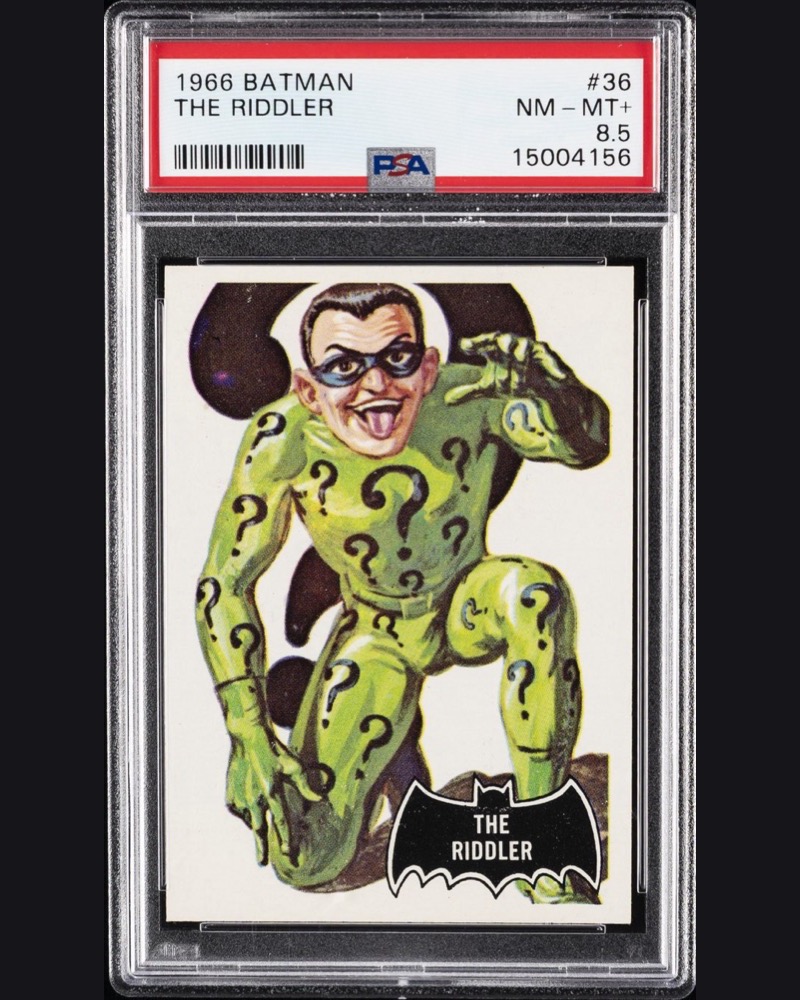 1966 BATMAN #36
THE RIDDLER NM – MT+
8.5
PSA 15004156
THE
RIDDLER